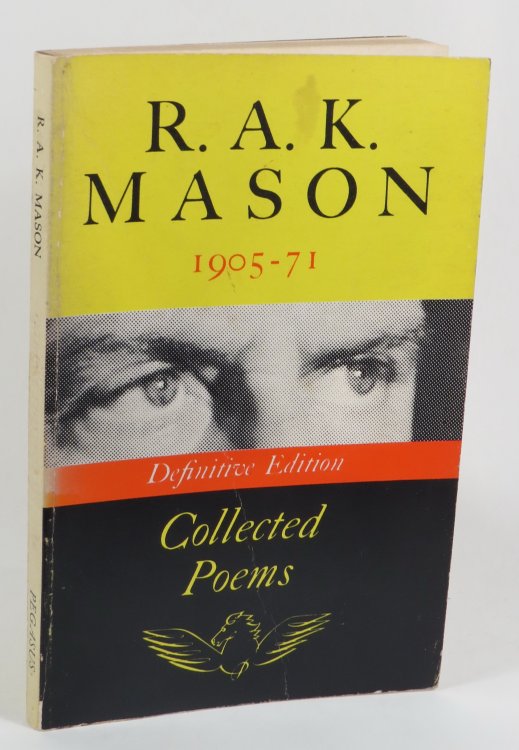 R. A. K.
MASON
1905-71
Definitive Edition
Collected
Poems
R. A. K. MASON
PEGASUS